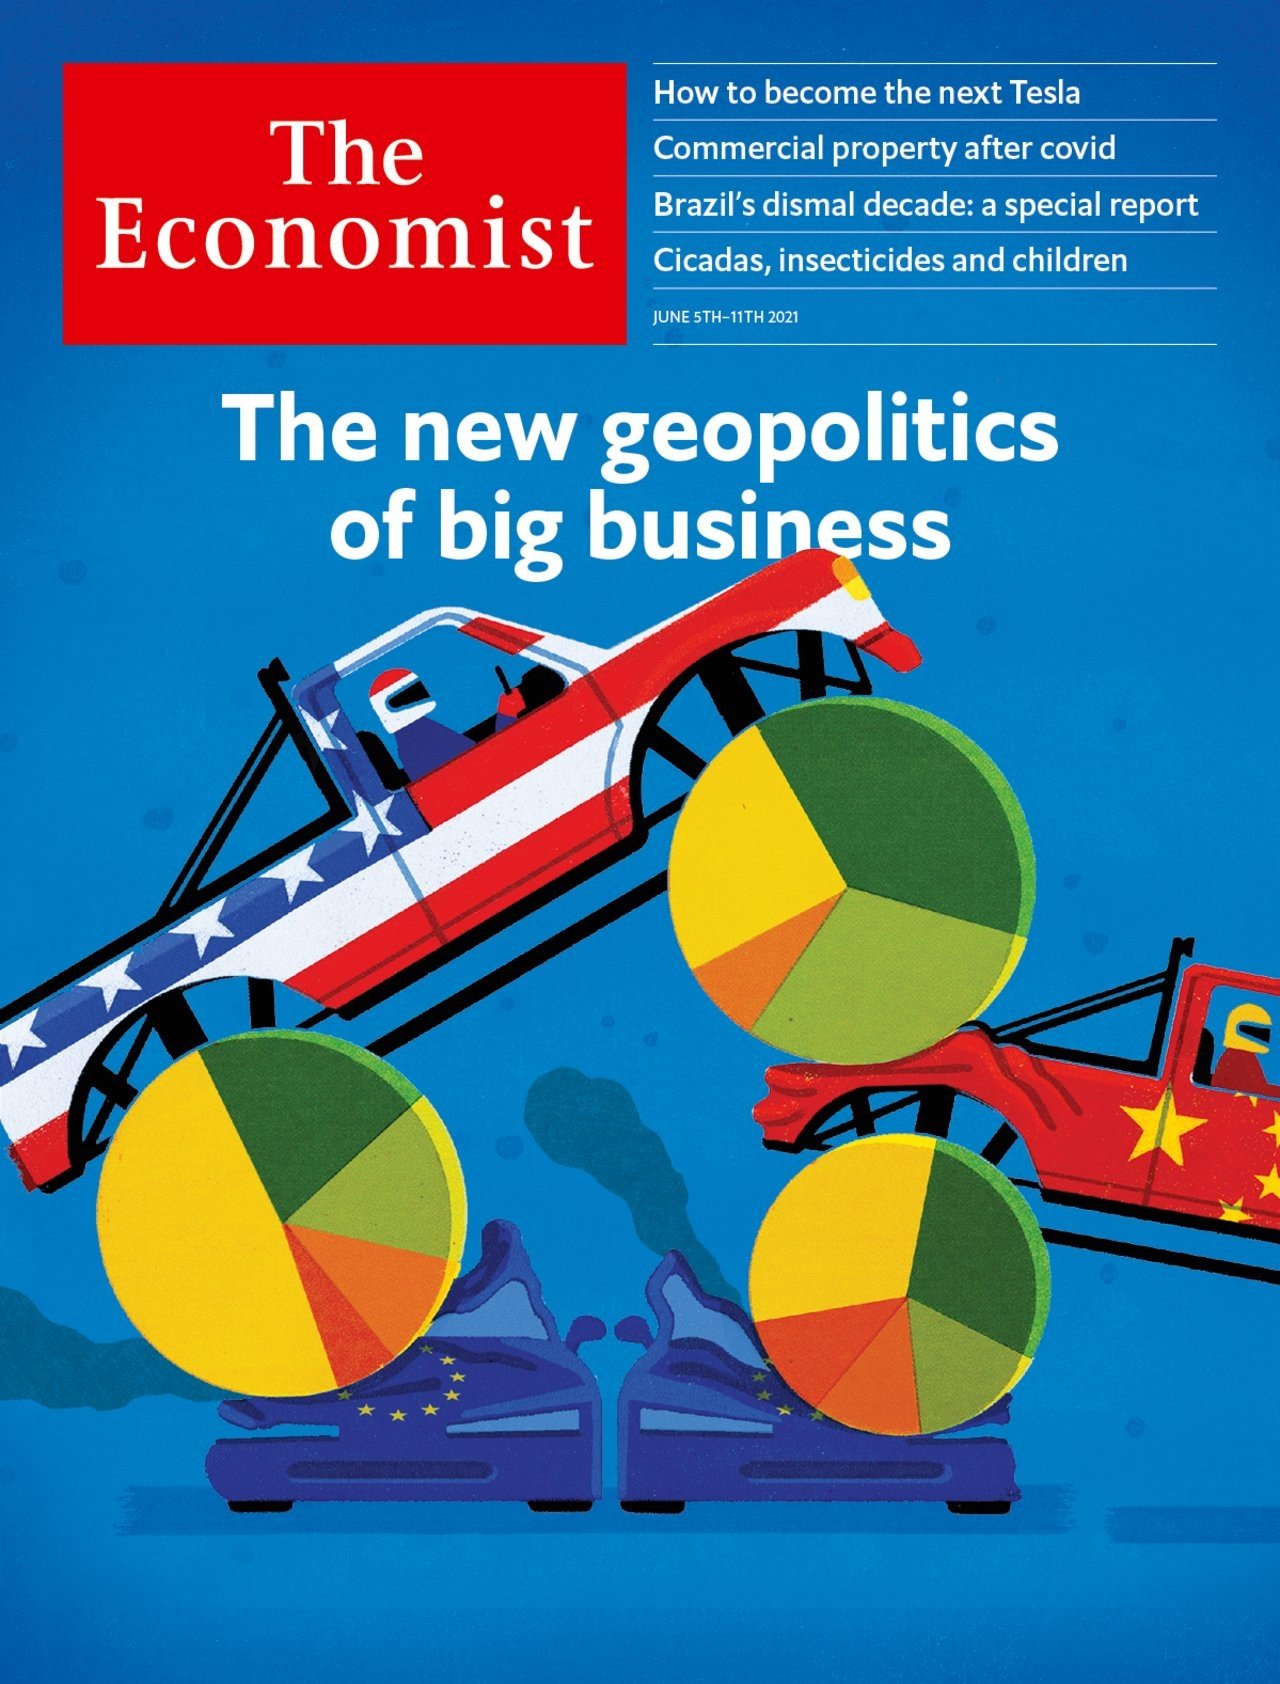 The
Economist
How to become the next Tesla
Commercial property after covid
Brazil's dismal decade: a special report
Cicadas, insecticides and children
JUNE 5TH–11TH 2021
The new geopolitics
of big business